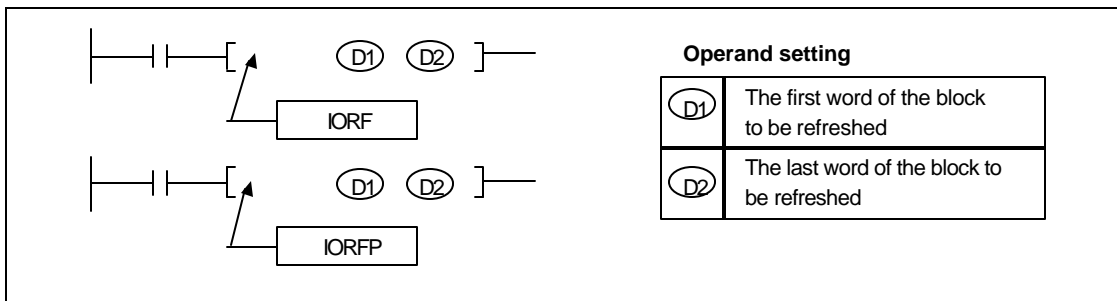 D1 D2
IORF
D1 D2
IORFP
Operand setting
D1 The first word of the block
to be refreshed
D2 The last word of the block to
be refreshed